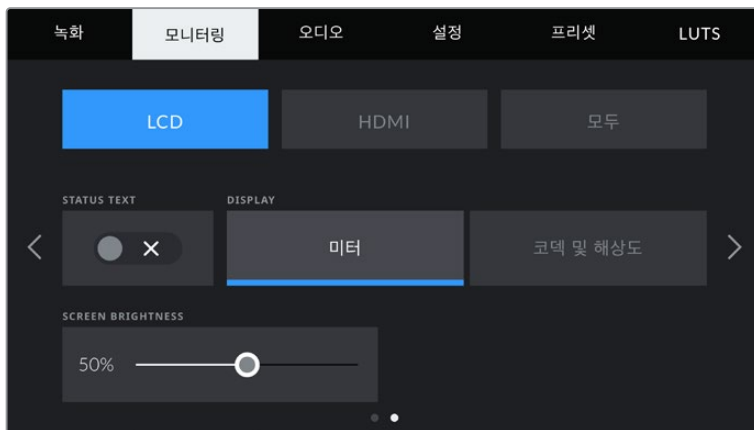 녹화 모니터링 오디오 설정 프리셋 LUTS
LCD HDMI 모두
STATUS TEXT DISPLAY
미터 코덱 및 해상도
SCREEN BRIGHTNESS
50%